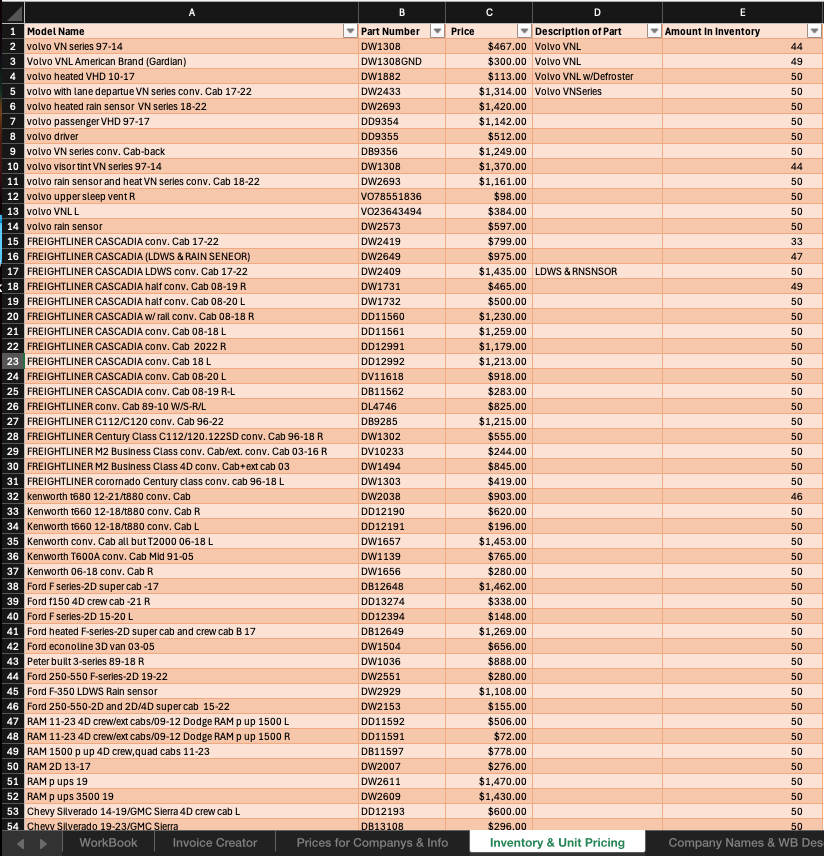 A B C D E
1 Model Name Part Number Price Description of Part Amount In Inventory
2 volvo VN series 97-14 DW1308 $467.00 Volvo VNL 44
3 Volvo VNL American Brand (Gardian) DW1308GND $300.00 Volvo VNL 49
4 volvo heated VHD 10-17 DW1882 $113.00 Volvo VNL w/Defroster 50
5 volvo with lane departue VN series conv. Cab 17-22 DW2433 $1,314.00 Volvo VNSeries 50
6 volvo heated rain sensor VN series 18-22 DW2693 $1,420.00 50
7 volvo passenger VHD 97-17 DD9354 $1,142.00 50
8 volvo driver DD9355 $512.00 50
9 volvo VN series conv. Cab-back DB9356 $1,249.00 50
10 volvo visor tint VN series 97-14 DW1308 $1,370.00 44
11 volvo rain sensor and heat VN series conv. Cab 18-22 DW2693 $1,161.00 50
12 volvo upper sleep vent R VO78551836 $98.00 50
13 volvo VNL L VO23643494 $384.00 50
14 volvo rain sensor DW2573 $597.00 50
15 FREIGHTLINER CASCADIA conv. Cab 17-22 DW2419 $799.00 33
16 FREIGHTLINER CASCADIA (LDWS & RAIN SENEOR) DW2649 $975.00 47
17 FREIGHTLINER CASCADIA LDWS conv. Cab 17-22 DW2409 $1,435.00 LDWS & RNSNSOR 50
18 FREIGHTLINER CASCADIA half conv. Cab 08-19 R DW1731 $465.00 49
19 FREIGHTLINER CASCADIA half conv. Cab 08-20 L DW1732 $500.00 50
20 FREIGHTLINER CASCADIA w/ rail conv. Cab 08-18 R DD11560 $1,230.00 50
21 FREIGHTLINER CASCADIA conv. Cab 08-18 L DD11561 $1,259.00 50
22 FREIGHTLINER CASCADIA conv. Cab 2022 R DD12991 $1,179.00 50
23 FREIGHTLINER CASCADIA conv. Cab 18 L DD12992 $1,213.00 50
24 FREIGHTLINER CASCADIA conv. Cab 08-20 L DV11618 $918.00 50
25 FREIGHTLINER CASCADIA conv. Cab 08-19 R-L DB11562 $283.00 50
26 FREIGHTLINER conv. Cab 89-10 W/S-R/L DL4746 $825.00 50
27 FREIGHTLINER C112/C120 conv. Cab 96-22 DB9285 $1,215.00 50
28 FREIGHTLINER Century Class C112/120.122SD conv. Cab 96-18 R DW1302 $555.00 50
29 FREIGHTLINER M2 Business Class conv. Cab/ext. conv. Cab 03-16 R DV10233 $244.00 50
30 FREIGHTLINER M2 Business Class 4D conv. Cab+ext cab 03 DW1494 $845.00 50
31 FREIGHTLINER corornado Century class conv. cab 96-18 L DW1303 $419.00 50
32 kenworth t680 12-21/t880 conv. Cab DW2038 $903.00 46
33 Kenworth t660 12-18/t880 conv. Cab R DD12190 $620.00 50
34 Kenworth t660 12-18/t880 conv. Cab L DD12191 $196.00 50
35 Kenworth conv. Cab all but T2000 06-18 L DW1657 $1,453.00 50
36 Kenworth T600A conv. Cab Mid 91-05 DW1139 $765.00 50
37 Kenworth 06-18 conv. Cab R DW1656 $280.00 50
38 Ford F series-2D super cab -17 DB12648 $1,462.00 50
39 Ford f150 4D crew cab -21 R DD13274 $338.00 50
40 Ford F series-2D 15-20 L DD12394 $148.00 50
41 Ford heated F-series-2D super cab and crew cab B 17 DB12649 $1,269.00 50
42 Ford econoline 3D van 03-05 DW1504 $656.00 50
43 Peter built 3-series 89-18 R DW1036 $888.00 50
44 Ford 250-550 F-series-2D 19-22 DW2551 $280.00 50
45 Ford F-350 LDWS Rain sensor DW2929 $1,108.00 50
46 Ford 250-550-2D and 2D/4D super cab 15-22 DW2153 $155.00 50
47 RAM 11-23 4D crew/ext cabs/09-12 Dodge RAM p up 1500 L DD11592 $506.00 50
48 RAM 11-23 4D crew/ext cabs/09-12 Dodge RAM p up 1500 R DD11591 $72.00 50
49 RAM 1500 p up 4D crew,quad cabs 11-23 DB11597 $778.00 50
50 RAM 2D 13-17 DW2007 $276.00 50
51 RAM p ups 19 DW2611 $1,470.00 50
52 RAM p ups 3500 19 DW2609 $1,430.00 50
53 Chevy Silverado 14-19/GMC Sierra 4D crew cab L DD12193 $600.00 50
54 Chevy Silverado 19-23/GMC Sierra DB13108 $296.00 50
WorkBook Invoice Creator Prices for Companys & Info Inventory & Unit Pricing Company Names & WB Des